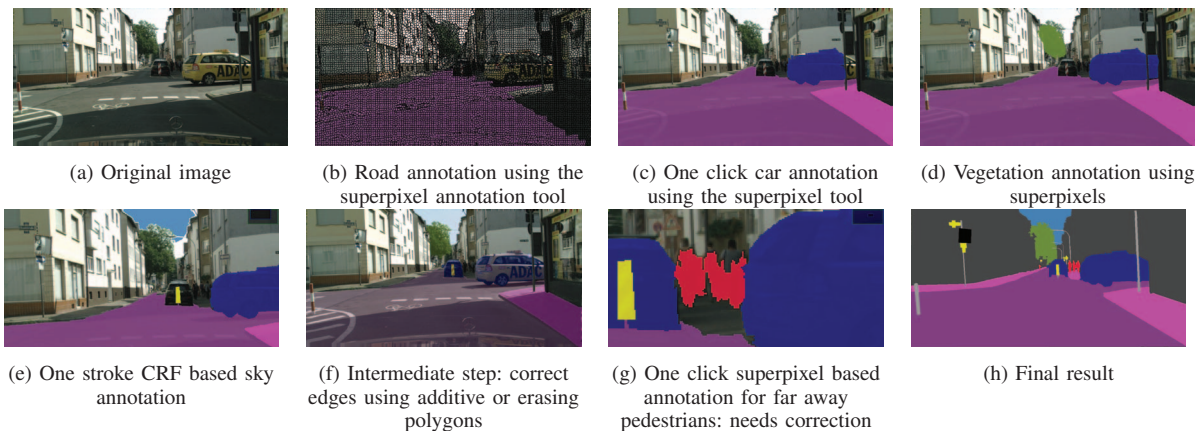 ADAC
ADAC
(a) Original image
(b) Road annotation using the
superpixel annotation tool
(c) One click car annotation
using the superpixel tool
(d) Vegetation annotation using
superpixels
ADAC
(e) One stroke CRF based sky
annotation
(f) Intermediate step: correct
edges using additive or erasing
polygons
(g) One click superpixel based
annotation for far away
pedestrians: needs correction
(h) Final result